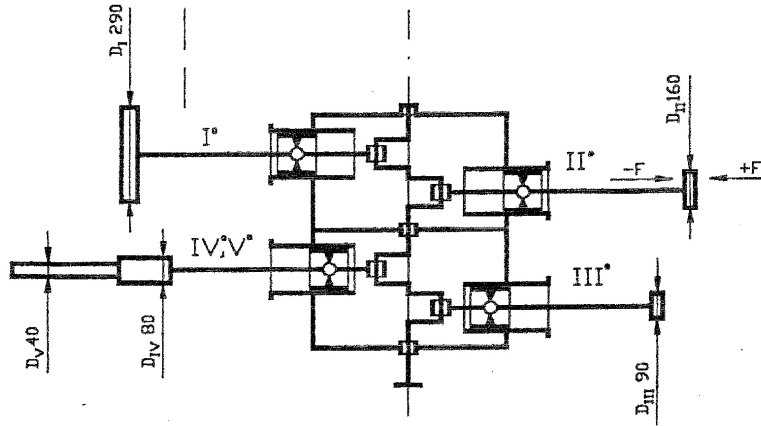 D_I 290
I°
II°
-F
+F
D_II 160
IV°,V°
III°
D_V 40
D_IV 80
D_III 90